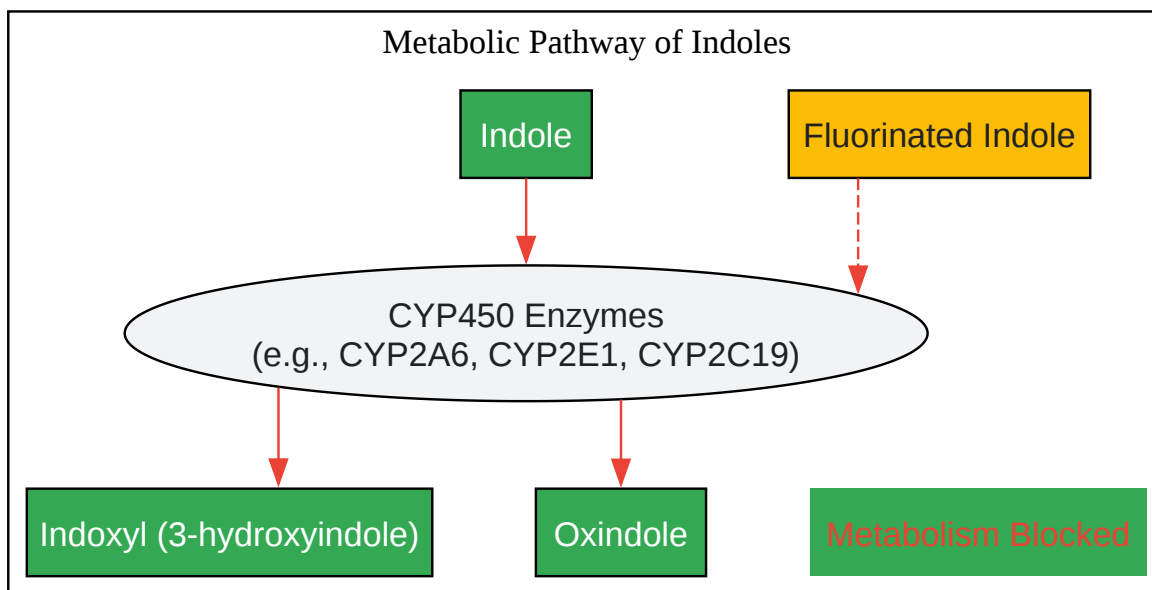 Metabolic Pathway of Indoles
Indole
Fluorinated Indole
CYP450 Enzymes
(e.g., CYP2A6, CYP2E1, CYP2C19)
Indoxyl (3-hydroxyindole)
Oxindole
Metabolism Blocked